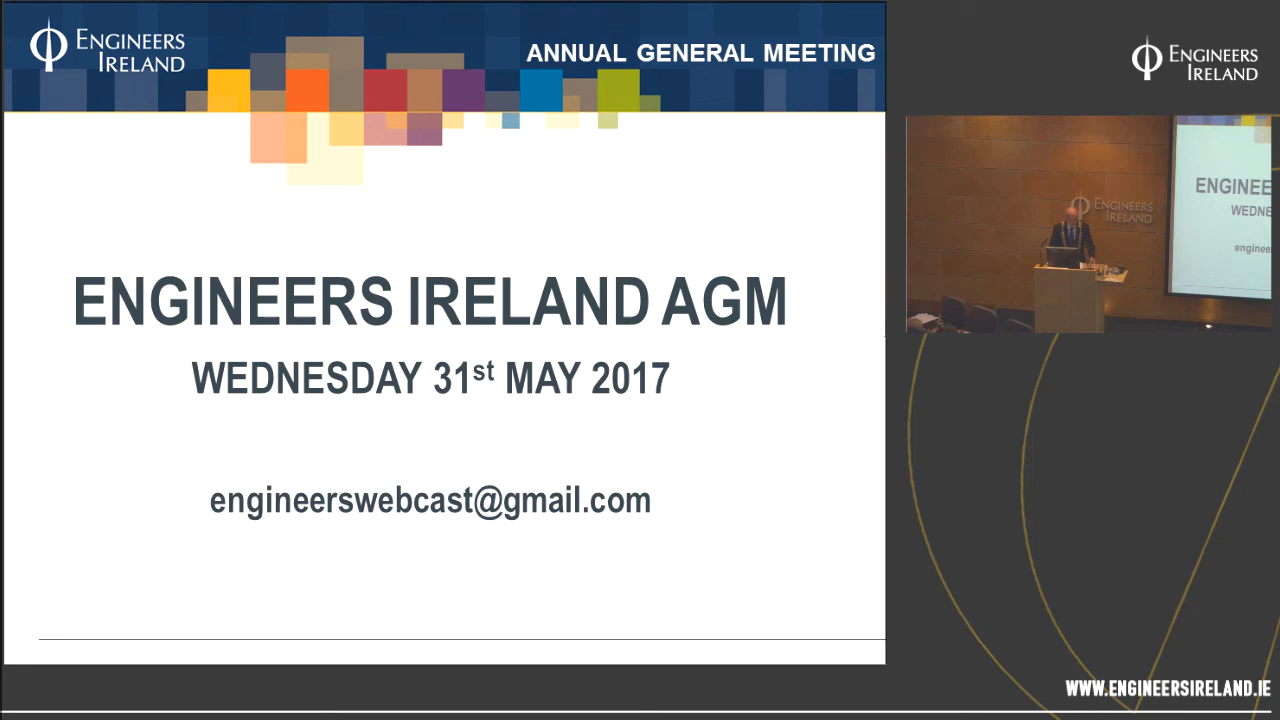 ENGINEERS
IRELAND
ANNUAL GENERAL MEETING
ENGINEERS IRELAND AGM
WEDNESDAY 31st MAY 2017
engineerswebcast@gmail.com
ENGINEERS
IRELAND
ENGINEERS
IRELAND
ENGINEE
WEDNE
enginee
WWW.ENGINEERSIRELAND.IE